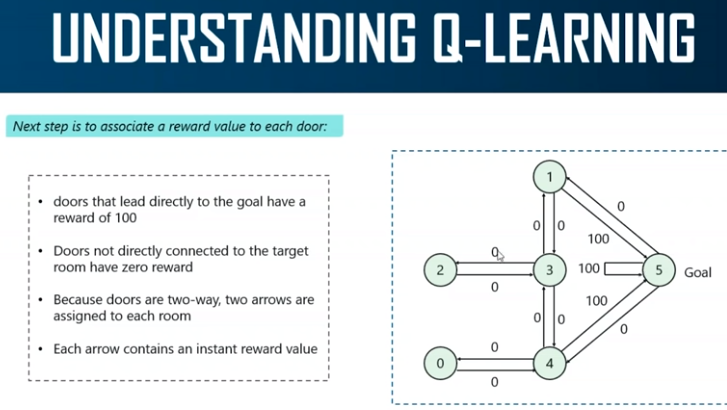 UNDERSTANDING Q-LEARNING
Next step is to associate a reward value to each door:
• doors that lead directly to the goal have a
reward of 100
• Doors not directly connected to the target
room have zero reward
• Because doors are two-way, two arrows are
assigned to each room
• Each arrow contains an instant reward value
1
0
0 0
100
0
2 3 100 5 Goal
0
100
0 0
0
0
0 4
0